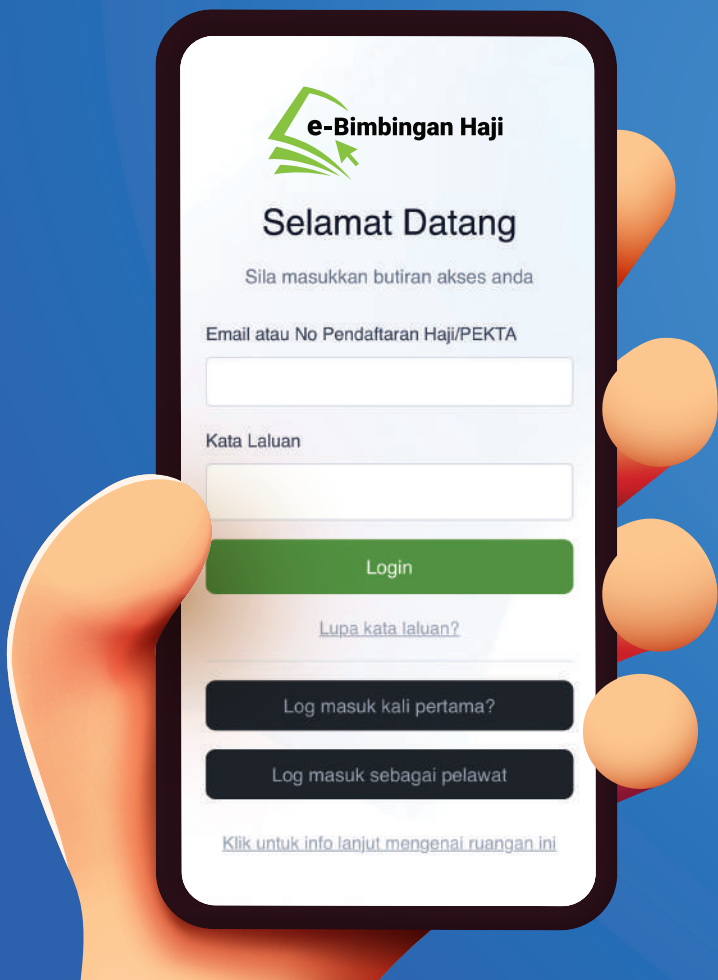 e-Bimbingan Haji
Selamat Datang
Sila masukkan butiran akses anda
Email atau No Pendaftaran Haji/PEKTA
Kata Laluan
Login
Lupa kata laluan?
Log masuk kali pertama?
Log masuk sebagai pelawat
Klik untuk info lanjut mengenai ruangan ini